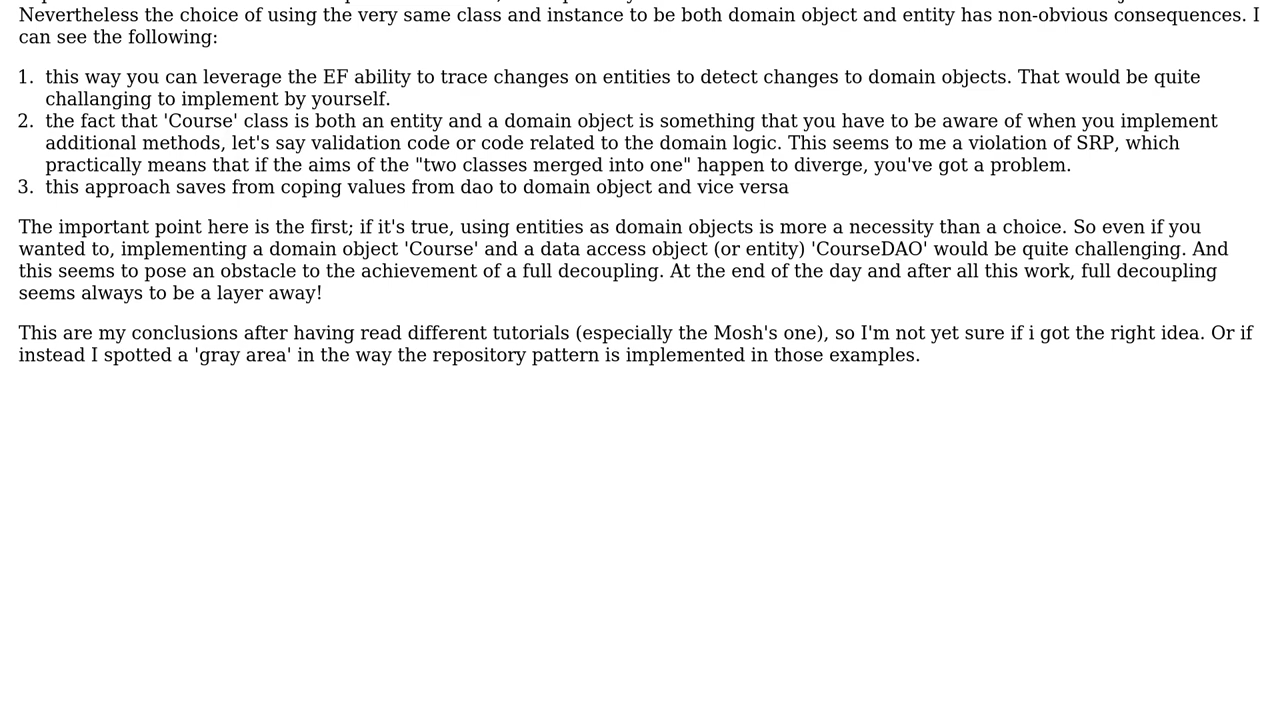 Nevertheless the choice of using the very same class and instance to be both domain object and entity has non-obvious consequences. I
can see the following:
1. this way you can leverage the EF ability to trace changes on entities to detect changes to domain objects. That would be quite
challanging to implement by yourself.
2. the fact that 'Course' class is both an entity and a domain object is something that you have to be aware of when you implement
additional methods, let's say validation code or code related to the domain logic. This seems to me a violation of SRP, which
practically means that if the aims of the "two classes merged into one" happen to diverge, you've got a problem.
3. this approach saves from coping values from dao to domain object and vice versa
The important point here is the first; if it's true, using entities as domain objects is more a necessity than a choice. So even if you
wanted to, implementing a domain object 'Course' and a data access object (or entity) 'CourseDAO' would be quite challenging. And
this seems to pose an obstacle to the achievement of a full decoupling. At the end of the day and after all this work, full decoupling
seems always to be a layer away!
This are my conclusions after having read different tutorials (especially the Mosh's one), so I'm not yet sure if i got the right idea. Or if
instead I spotted a 'gray area' in the way the repository pattern is implemented in those examples.